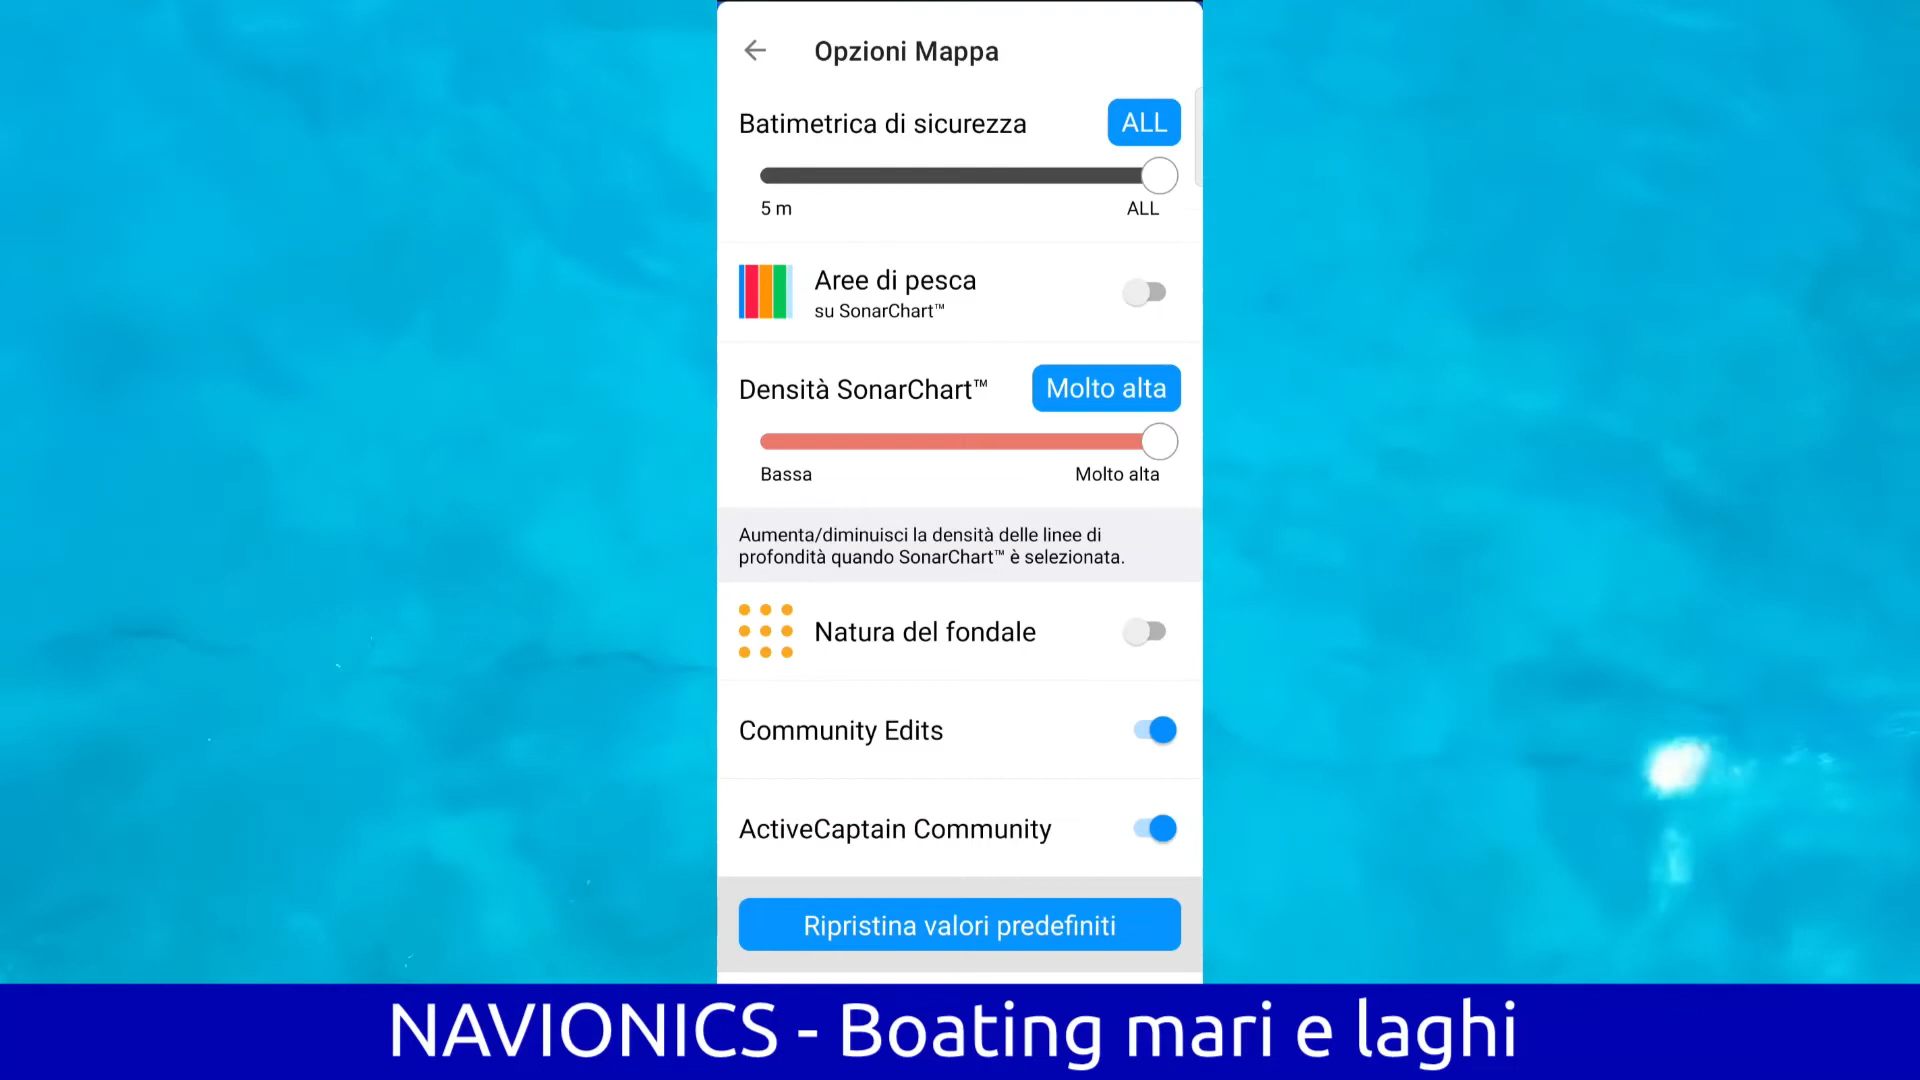 Opzioni Mappa
Batimetrica di sicurezza
ALL
5 m
ALL
Aree di pesca
su SonarChart™
Densità SonarChart™
Molto alta
Bassa
Molto alta
Aumenta/diminuisci la densità delle linee di
profondità quando SonarChart™ è selezionata.
Natura del fondale
Community Edits
ActiveCaptain Community
Ripristina valori predefiniti
NAVIONICS - Boating mari e laghi